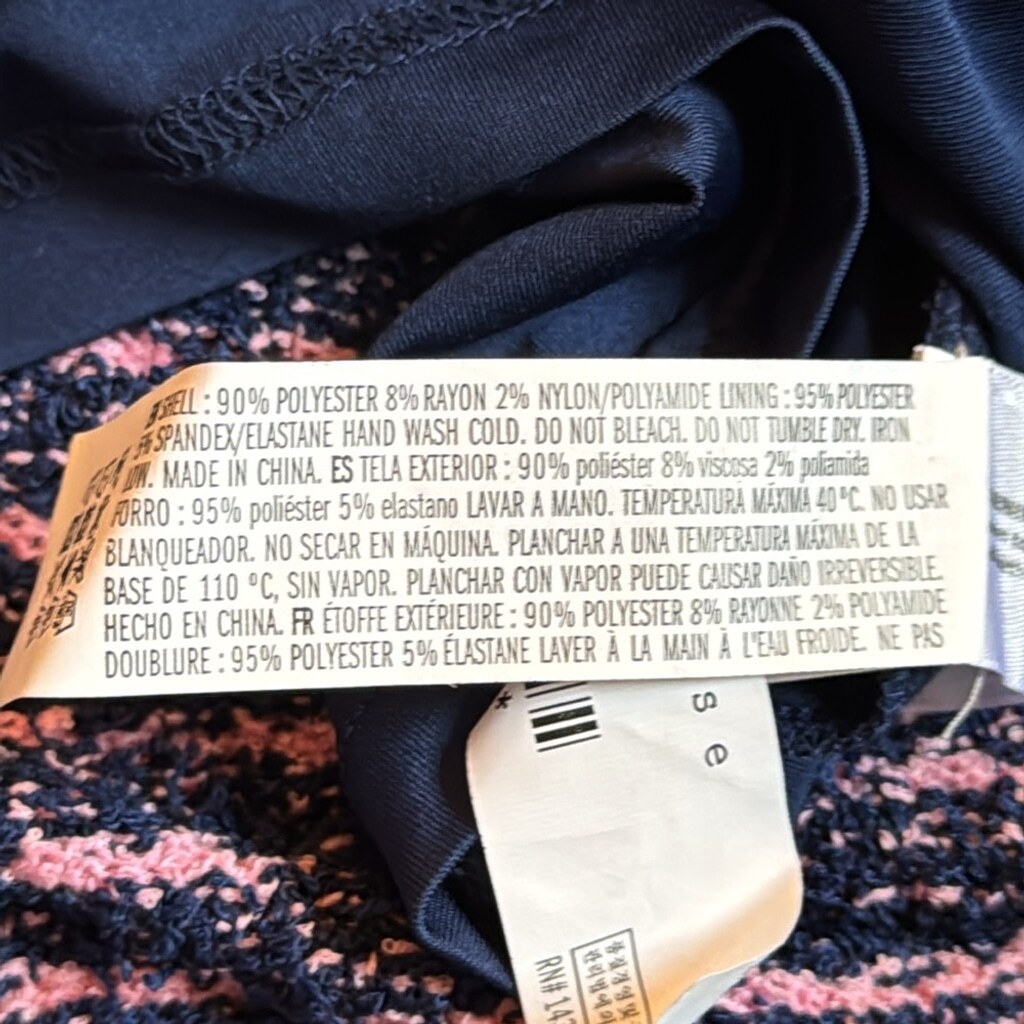 SHELL : 90% POLYESTER 8% RAYON 2% NYLON/POLYAMIDE LINING : 95% POLYESTER
5% SPANDEX/ELASTANE HAND WASH COLD. DO NOT BLEACH. DO NOT TUMBLE DRY. IRON
LOW. MADE IN CHINA. ES TELA EXTERIOR : 90% poliéster 8% viscosa 2% poliamida
FORRO : 95% poliéster 5% elastano LAVAR A MANO. TEMPERATURA MÁXIMA 40 °C. NO USAR
BLANQUEADOR. NO SECAR EN MÁQUINA. PLANCHAR A UNA TEMPERATURA MÁXIMA DE LA
BASE DE 110 °C, SIN VAPOR. PLANCHAR CON VAPOR PUEDE CAUSAR DAÑO IRREVERSIBLE.
HECHO EN CHINA. FR ÉTOFFE EXTÉRIEURE : 90% POLYESTER 8% RAYONNE 2% POLYAMIDE
DOUBLURE : 95% POLYESTER 5% ÉLASTANE LAVER À LA MAIN À L'EAU FROIDE. NE PAS
s e
*
RN# 142